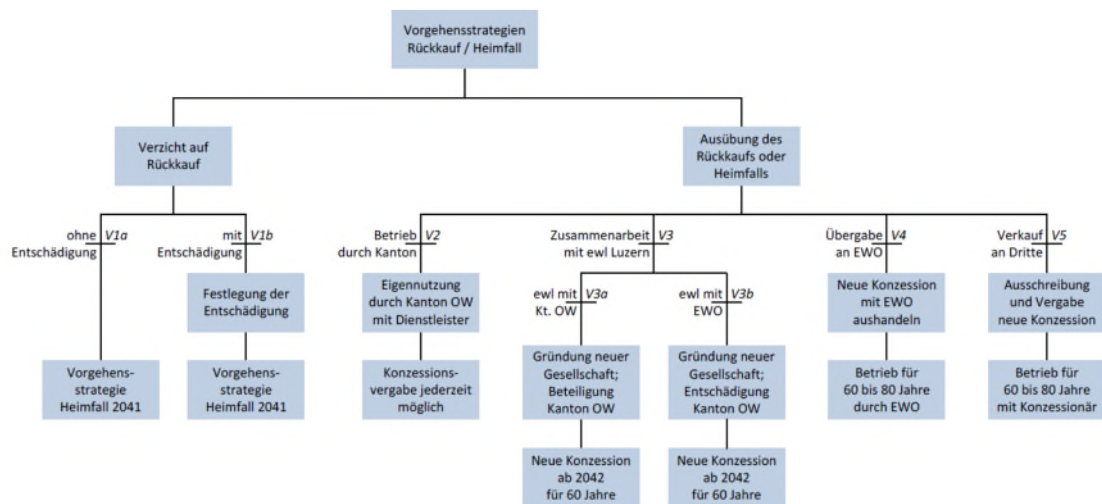 Vorgehensstrategien
Rückkauf / Heimfall
Verzicht auf
Rückkauf
Ausübung des
Rückkaufs oder
Heimfalls
ohne
Entschädigung
V1a
mit
Entschädigung
V1b
Betrieb
durch Kanton
V2
Zusammenarbeit
mit ewl Luzern
V3
Übergabe
an EWO
V4
Verkauf
an Dritte
V5
Festlegung der
Entschädigung
Eigennutzung
durch Kanton OW
mit Dienstleister
ewl mit
Kt. OW
V3a
ewl mit
EWO
V3b
Neue Konzession
mit EWO
aushandeln
Ausschreibung
und Vergabe
neue Konzession
Vorgehens-
strategie
Heimfall 2041
Vorgehens-
strategie
Heimfall 2041
Konzessions-
vergabe jederzeit
möglich
Gründung neuer
Gesellschaft;
Beteiligung
Kanton OW
Gründung neuer
Gesellschaft;
Entschädigung
Kanton OW
Betrieb für
60 bis 80 Jahre
durch EWO
Betrieb für
60 bis 80 Jahre
mit Konzessionär
Neue Konzession
ab 2042
für 60 Jahre
Neue Konzession
ab 2042
für 60 Jahre